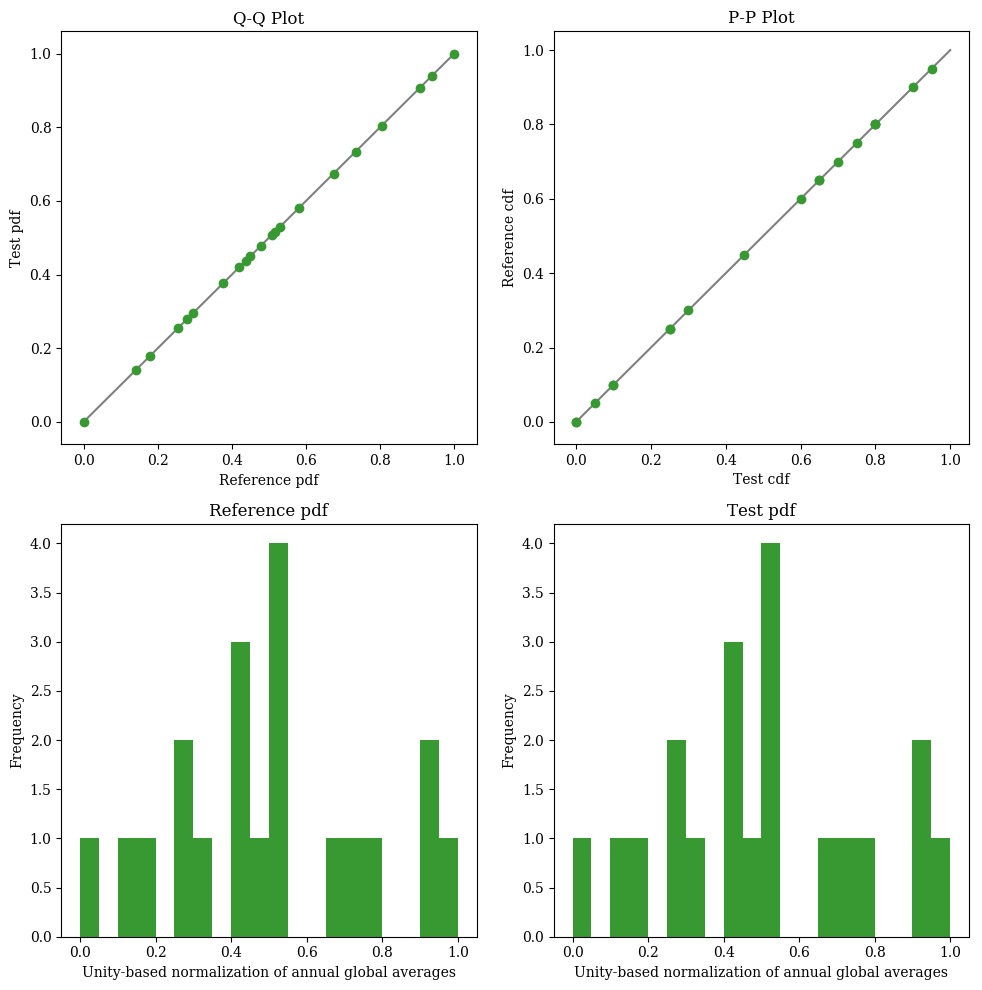 Q-Q Plot
1.0
0.8
0.6
0.4
0.2
0.0
Test pdf
0.0 0.2 0.4 0.6 0.8 1.0
Reference pdf
P-P Plot
1.0
0.8
0.6
0.4
0.2
0.0
Reference cdf
0.0 0.2 0.4 0.6 0.8 1.0
Test cdf
Reference pdf
4.0
3.5
3.0
2.5
2.0
1.5
1.0
0.5
0.0
Frequency
0.0 0.2 0.4 0.6 0.8 1.0
Unity-based normalization of annual global averages
Test pdf
4.0
3.5
3.0
2.5
2.0
1.5
1.0
0.5
0.0
Frequency
0.0 0.2 0.4 0.6 0.8 1.0
Unity-based normalization of annual global averages